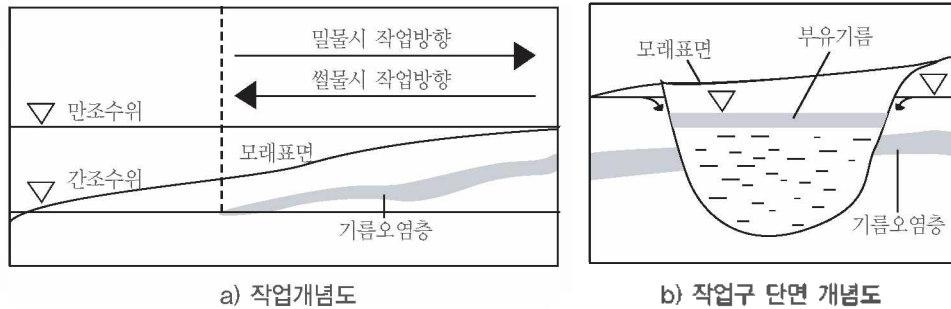 밀물시 작업방향
썰물시 작업방향
만조수위
모래표면
간조수위
기름오염층
a) 작업개념도
부유기름
모래표면
기름오염층
b) 작업구 단면 개념도